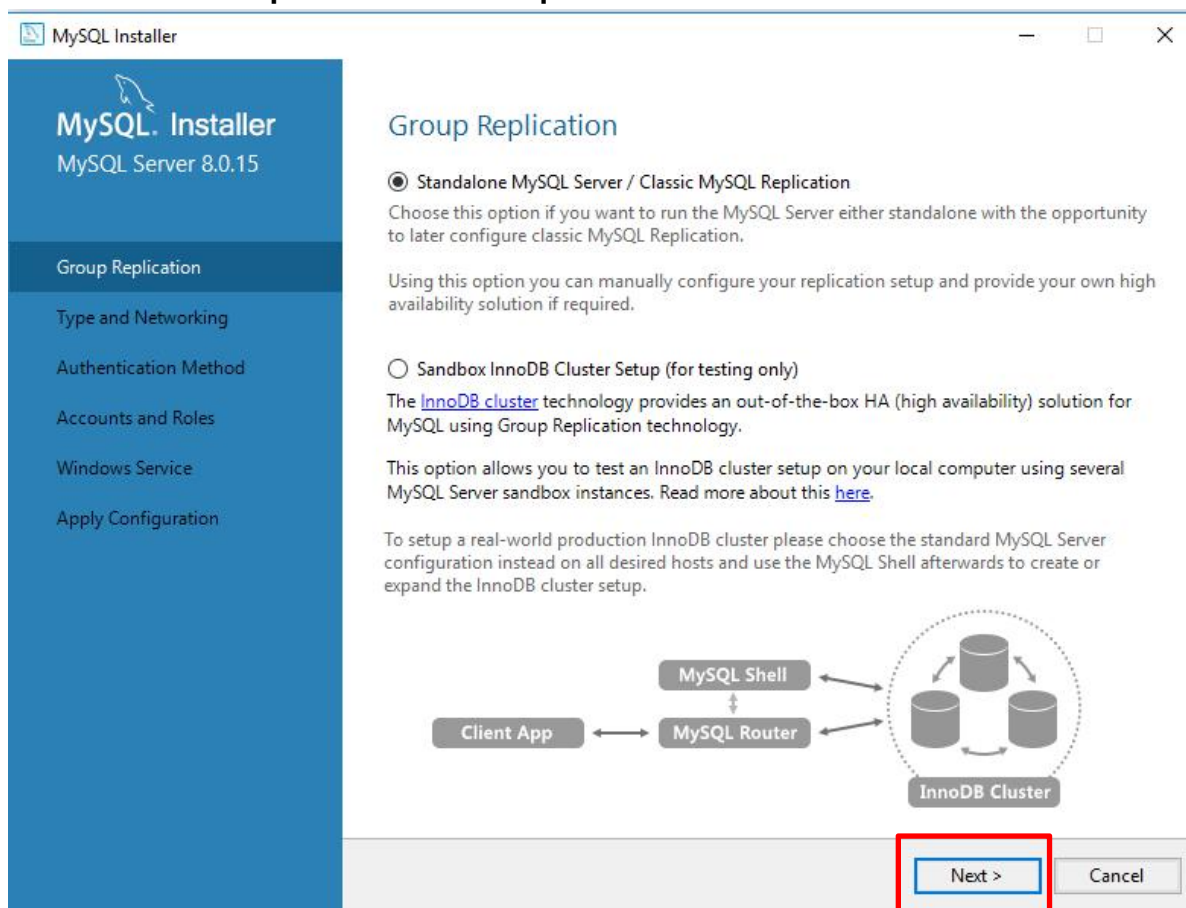 MySQL Installer
MySQL. Installer
MySQL Server 8.0.15
Group Replication
Type and Networking
Authentication Method
Accounts and Roles
Windows Service
Apply Configuration
Group Replication
Standalone MySQL Server / Classic MySQL Replication
Choose this option if you want to run the MySQL Server either standalone with the opportunity
to later configure classic MySQL Replication.
Using this option you can manually configure your replication setup and provide your own high
availability solution if required.
Sandbox InnoDB Cluster Setup (for testing only)
The InnoDB cluster technology provides an out-of-the-box HA (high availability) solution for
MySQL using Group Replication technology.
This option allows you to test an InnoDB cluster setup on your local computer using several
MySQL Server sandbox instances. Read more about this here.
To setup a real-world production InnoDB cluster please choose the standard MySQL Server
configuration instead on all desired hosts and use the MySQL Shell afterwards to create or
expand the InnoDB cluster setup.
MySQL Shell
Client App
MySQL Router
InnoDB Cluster
Next >
Cancel